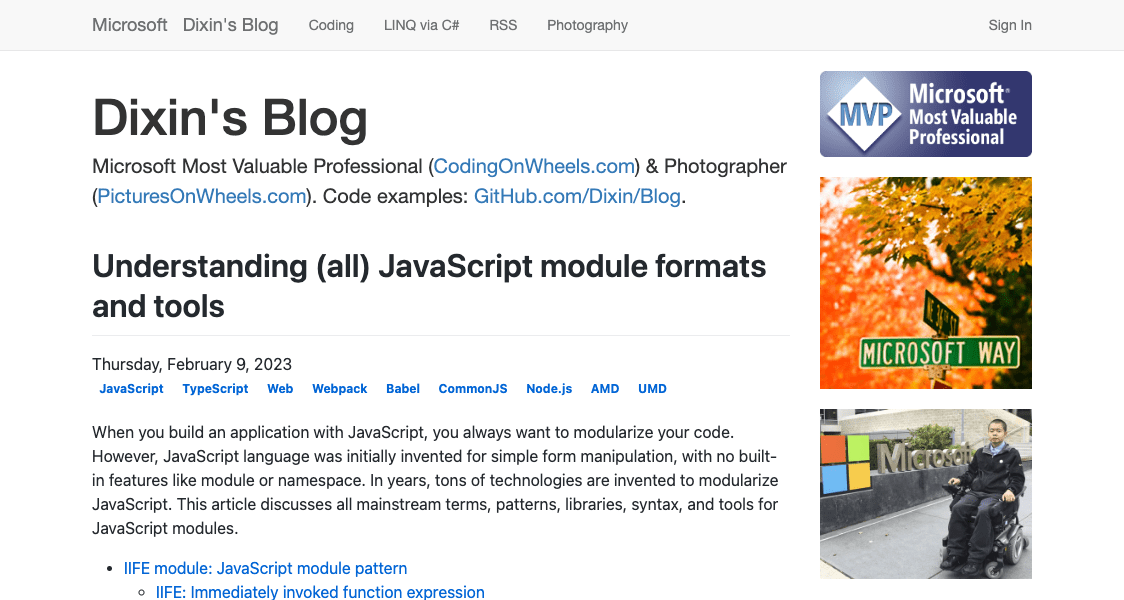 Microsoft Dixin's Blog Coding LINQ via C# RSS Photography Sign In
Dixin's Blog
Microsoft Most Valuable Professional (CodingOnWheels.com) & Photographer
(PicturesOnWheels.com). Code examples: GitHub.com/Dixin/Blog.
Understanding (all) JavaScript module formats
and tools
Thursday, February 9, 2023
JavaScript TypeScript Web Webpack Babel CommonJS Node.js AMD UMD
When you build an application with JavaScript, you always want to modularize your code.
However, JavaScript language was initially invented for simple form manipulation, with no built-
in features like module or namespace. In years, tons of technologies are invented to modularize
JavaScript. This article discusses all mainstream terms, patterns, libraries, syntax, and tools for
JavaScript modules.
• IIFE module: JavaScript module pattern
◦ IIFE: Immediately invoked function expression
MVP
Microsoft®
Most Valuable
Professional
MICROSOFT WAY
Microsoft